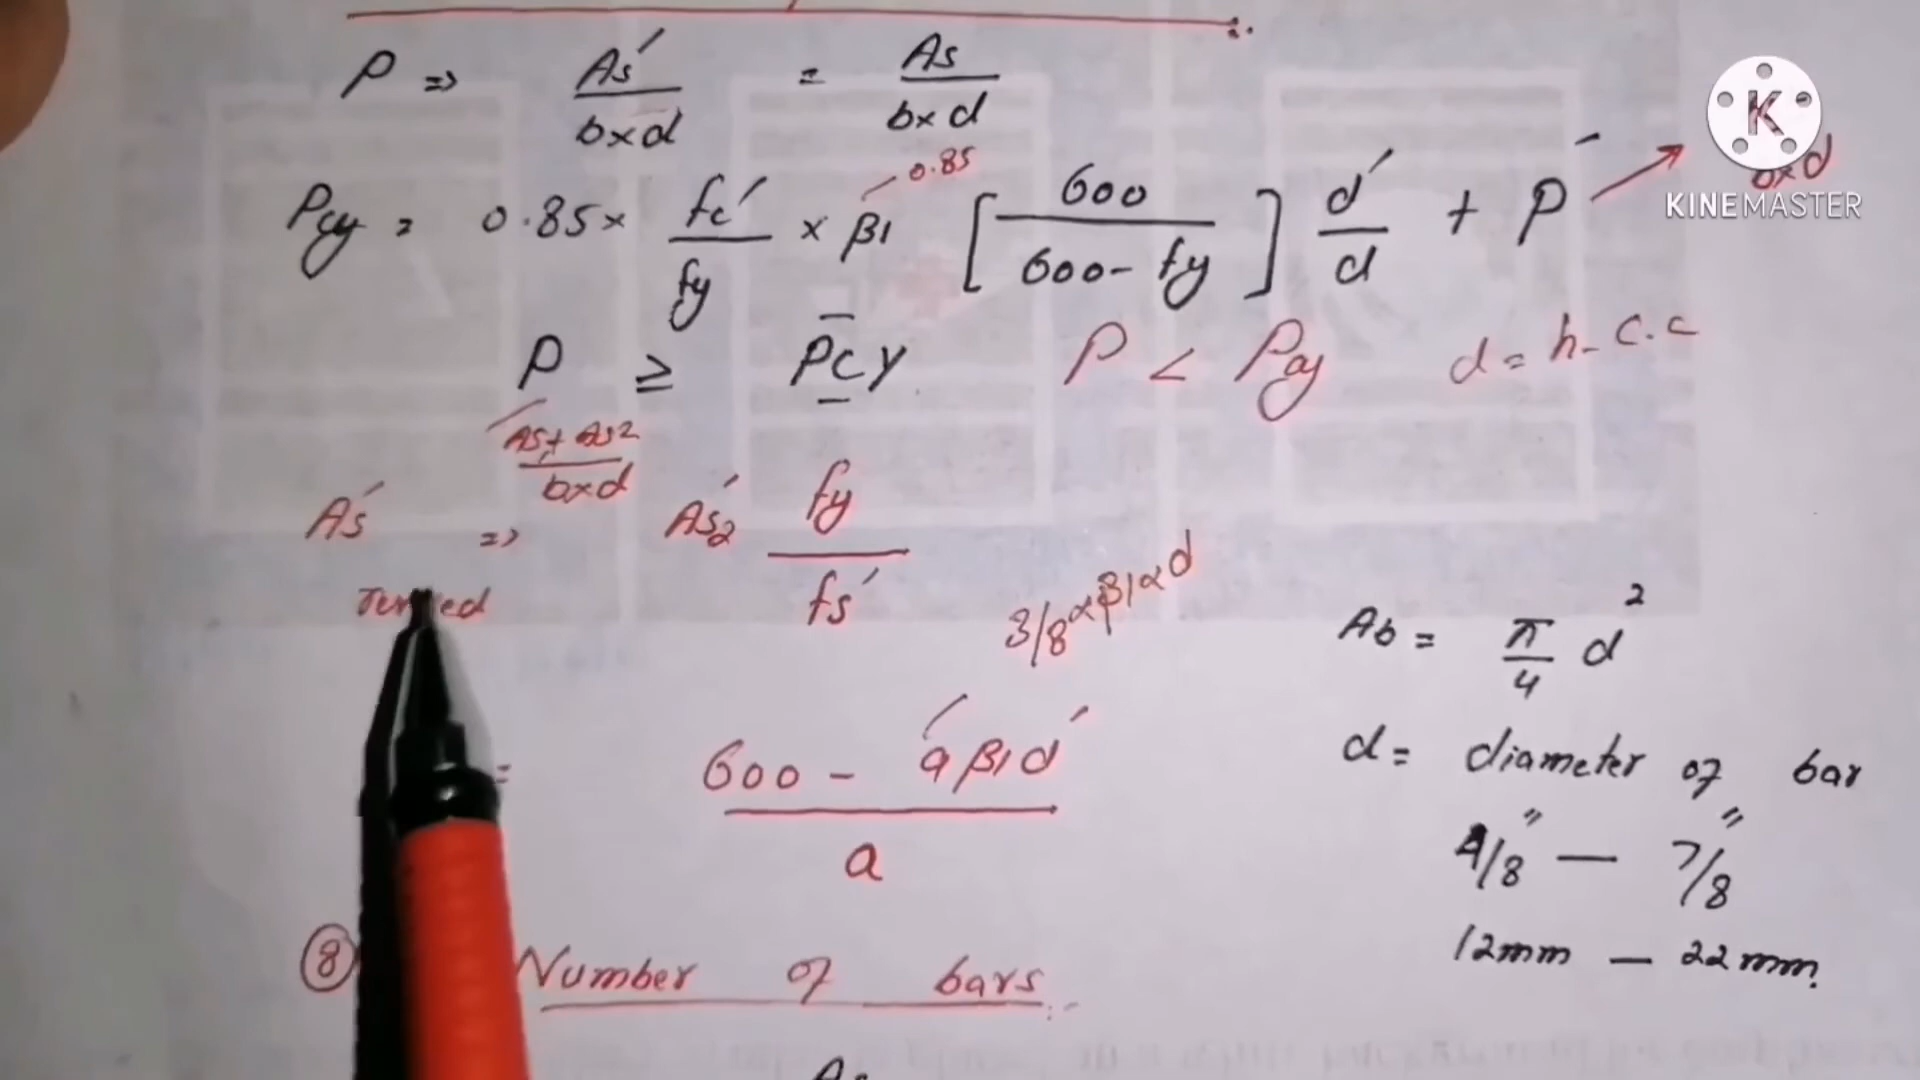 ρ ⇒ As′/b×d = As/b×d
0.85
ρcy = 0.85 × fc′/fy × β1 [600/600-fy] d′/d + ρ′
b×d
K
KINEMASTER
ρ ≥ ρ̄cy ρ < ρcy d = h - C.C
As1 + As2/b×d
As′ ⇒ As2′ fy/fs′
3/8 × β1 × d
Ab = π/4 d²
= 600 - a′β1d′/a
d = diameter of bar
4/8″ — 7/8″
12mm — 22mm.
8 Number of bars
As